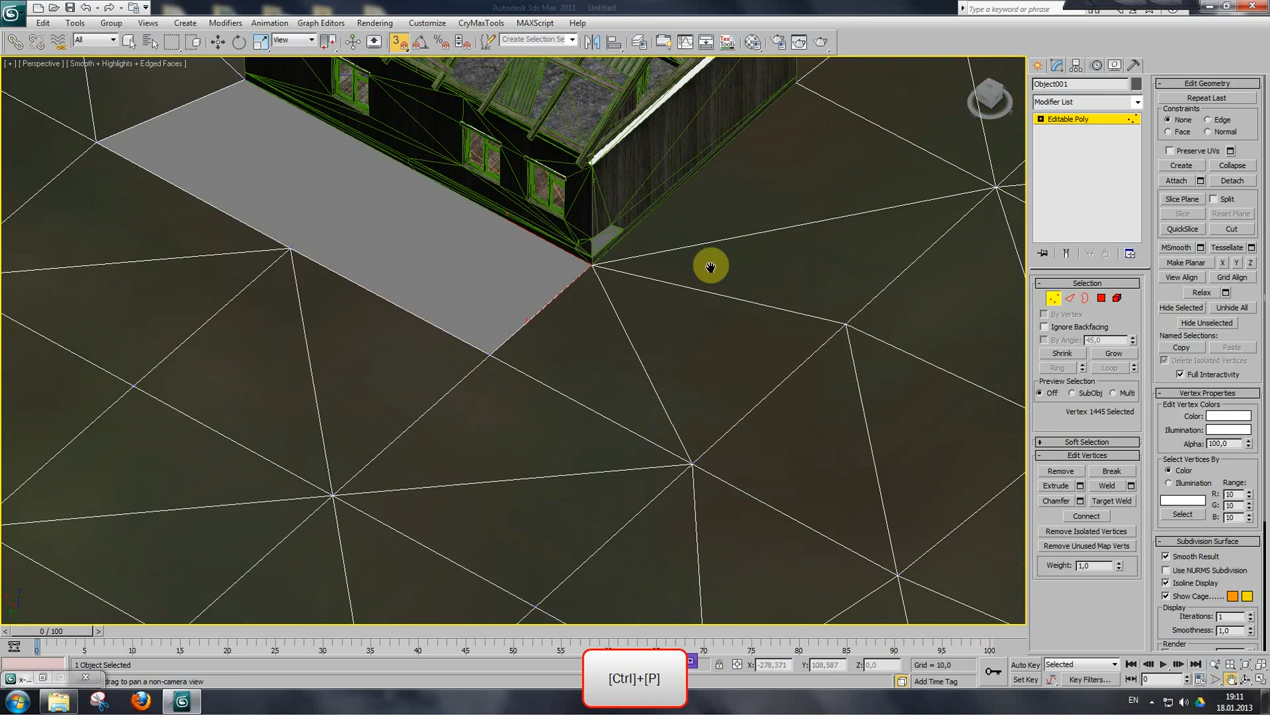 Autodesk 3ds Max 2011 Untitled
Type a keyword or phrase
Edit Tools Group Views Create Modifiers Animation Graph Editors Rendering Customize CryMaxTools MAXScript Help
All View 3 Create Selection Se
[ + ] [ Perspective ] [ Smooth + Highlights + Edged Faces ]
Object001
Modifier List
Editable Poly
Selection
By Vertex
Ignore Backfacing
By Angle: 45,0
Shrink Grow
Ring Loop
Preview Selection
Off SubObj Multi
Vertex 1445 Selected
Soft Selection
Edit Vertices
Remove Break
Extrude Weld
Chamfer Target Weld
Connect
Remove Isolated Vertices
Remove Unused Map Verts
Weight: 1,0
Edit Geometry
Repeat Last
Constraints
None Edge
Face Normal
Preserve UVs
Create Collapse
Attach Detach
Slice Plane Split
Slice Reset Plane
QuickSlice Cut
MSmooth Tessellate
Make Planar X Y Z
View Align Grid Align
Relax
Hide Selected Unhide All
Hide Unselected
Named Selections:
Copy Paste
Delete Isolated Vertices
Full Interactivity
Vertex Properties
Edit Vertex Colors
Color:
Illumination:
Alpha: 100,0
Select Vertices By
Color
Illumination Range:
R: 10
G: 10
Select B: 10
Subdivision Surface
Smooth Result
Use NURMS Subdivision
Isoline Display
Show Cage......
Display
Iterations: 1
Smoothness: 1,0
Render
0 / 100
0 5 10 15 20 25 30 35 40 45 50 55 60 65 70 75 80 85 90 95 100
1 Object Selected X: -278,371 Y: 108,587 Z: 0,0 Grid = 10,0 Auto Key Selected
drag to pan a non-camera view Add Time Tag Set Key Key Filters... 0
[Ctrl]+[P]
EN 19:11
18.01.2013